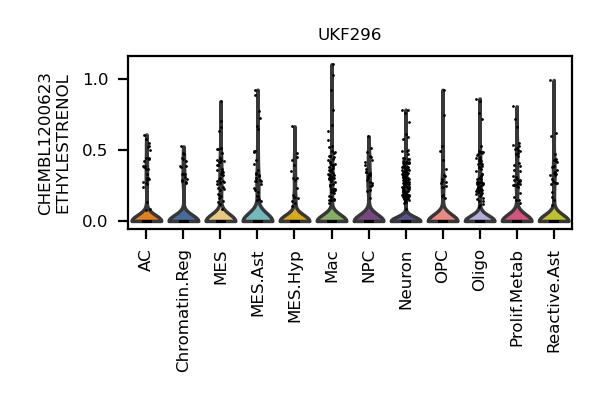 UKF296
CHEMBL1200623
ETHYLESTRENOL
1.0
0.5
0.0
AC
Chromatin.Reg
MES
MES.Ast
MES.Hyp
Mac
NPC
Neuron
OPC
Oligo
Prolif.Metab
Reactive.Ast